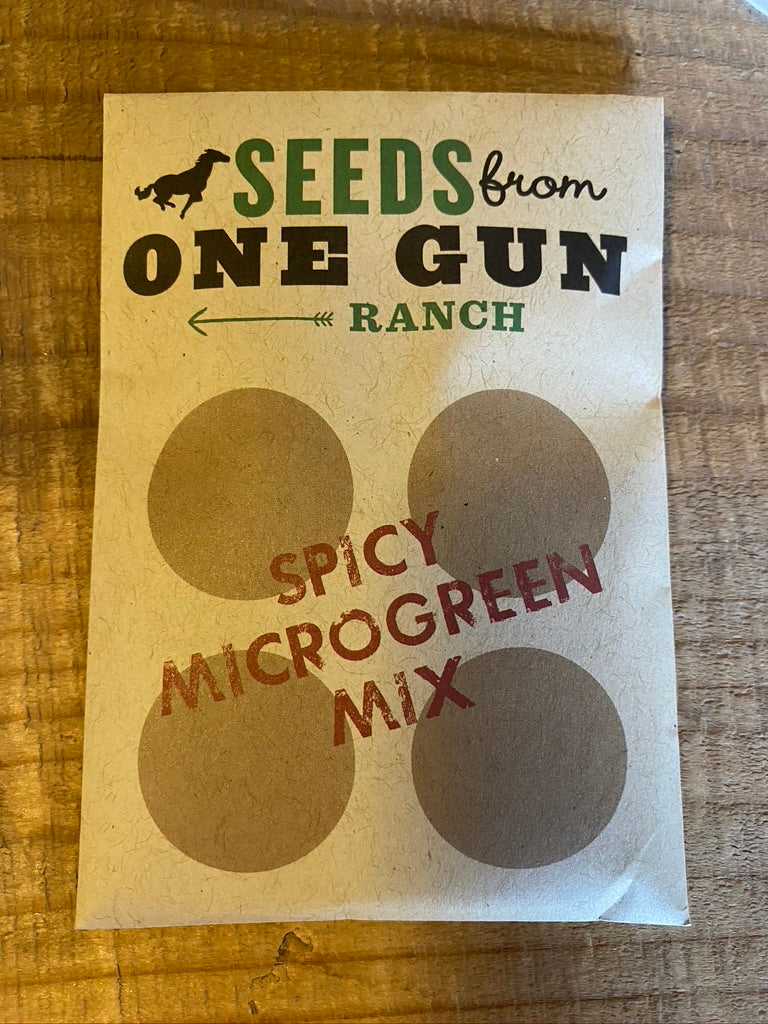 SEEDS from
ONE GUN
RANCH
SPICY
MICROGREEN
MIX